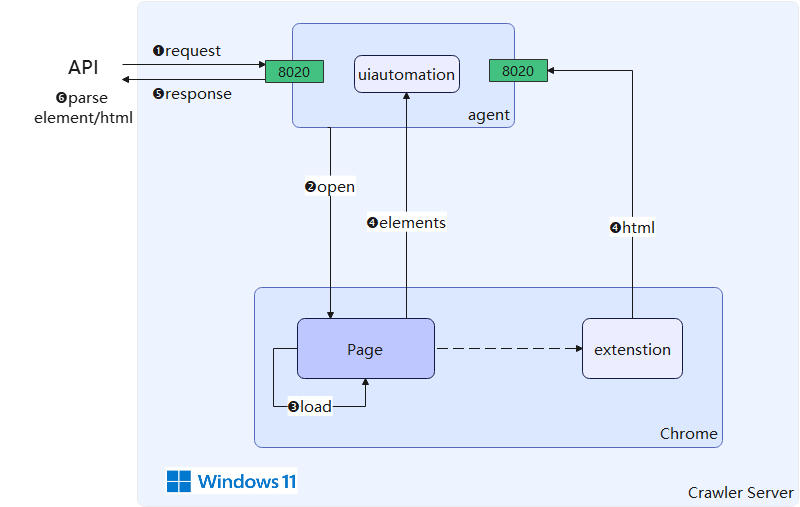 ❶request
API
8020
uiautomation
8020
❺response
❻parse
element/html
agent
❷open
❹elements
❹html
Page
extenstion
❸load
Chrome
Windows 11
Crawler Server